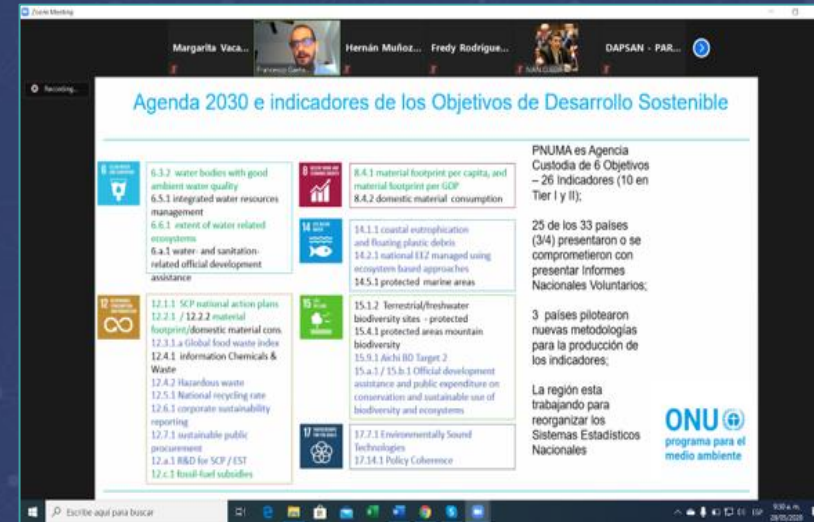 Zoom Meeting
Margarita Vaca...
Hernán Muñoz...
Fredy Rodrigue...
DAPSAN - PAR...
Recording...
Agenda 2030 e indicadores de los Objetivos de Desarrollo Sostenible
6
6.3.2 water bodies with good
ambient water quality
6.5.1 integrated water resources
management
6.6.1 extent of water related
ecosystems
6.a.1 water- and sanitation-
related official development
assistance
12
12.1.1 SCP national action plans
12.2.1 / 12.2.2 material
footprint/domestic material cons.
12.3.1.a Global food waste index
12.4.1 information Chemicals &
Waste
12.4.2 Hazardous waste
12.5.1 National recycling rate
12.6.1 corporate sustainability
reporting
12.7.1 sustainable public
procurement
12.a.1 R&D for SCP / EST
12.c.1 fossil-fuel subsidies
8
8.4.1 material footprint per capita, and
material footprint per GDP
8.4.2 domestic material consumption
14
14.1.1 coastal eutrophication
and floating plastic debris
14.2.1 national EEZ managed using
ecosystem based approaches
14.5.1 protected marine areas
15
15.1.2 Terrestrial/freshwater
biodiversity sites - protected
15.4.1 protected areas mountain
biodiversity
15.9.1 Aichi BD Target 2
15.a.1 / 15.b.1 Official development
assistance and public expenditure on
conservation and sustainable use of
biodiversity and ecosystems
17
17.7.1 Environmentally Sound
Technologies
17.14.1 Policy Coherence
PNUMA es Agencia
Custodia de 6 Objetivos
– 26 Indicadores (10 en
Tier I y II);
25 de los 33 países
(3/4) presentaron o se
comprometieron con
presentar Informes
Nacionales Voluntarios;
3 países pilotearon
nuevas metodologías
para la producción de
los indicadores;
La región esta
trabajando para
reorganizar los
Sistemas Estadísticos
Nacionales
ONU
programa para el
medio ambiente
Escribe aquí para buscar
ESP
9:59 a.m.
28/05/2020